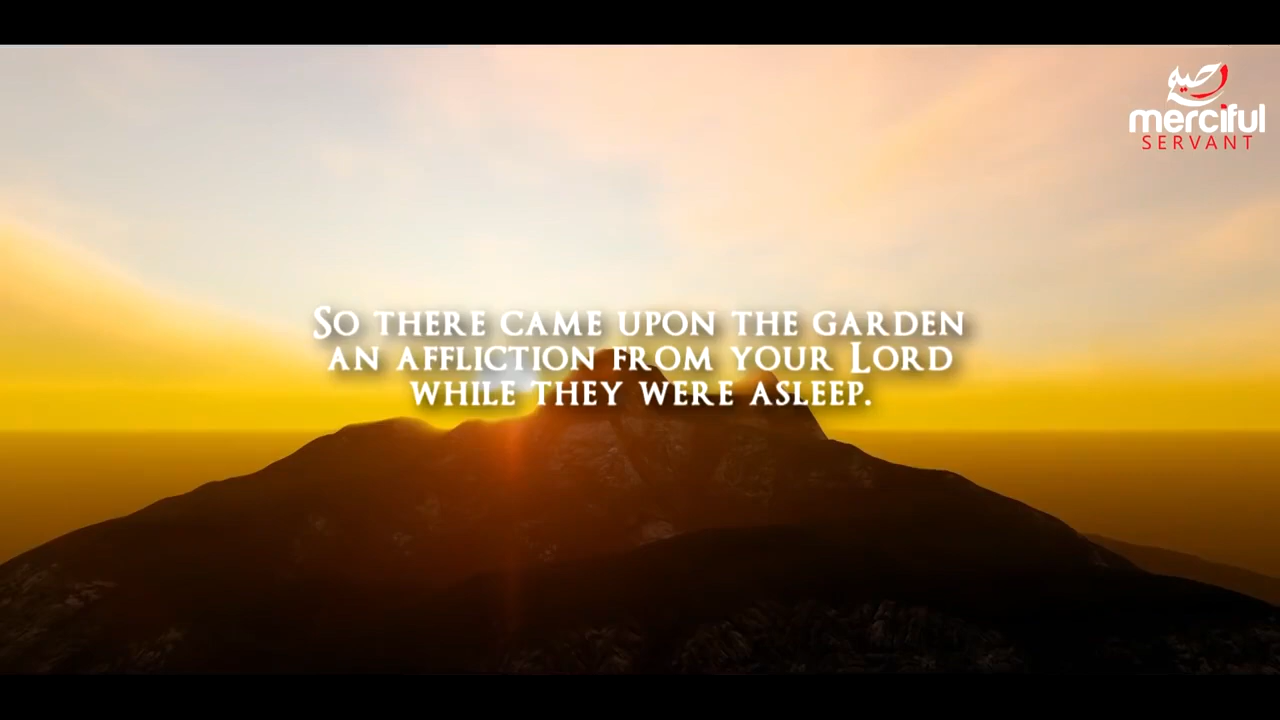 merciful
SERVANT
So there came upon the garden
an affliction from your Lord
while they were asleep.